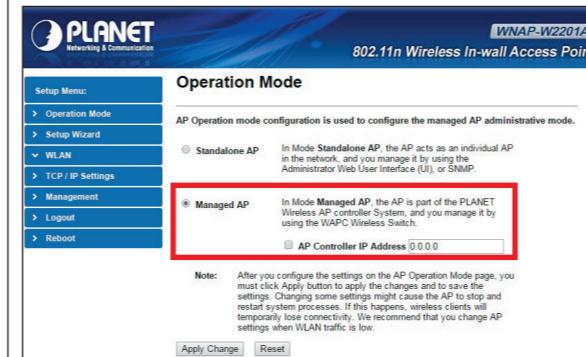 PLANET
Networking & Communication
WNAP-W2201A
802.11n Wireless In-wall Access Poin
Setup Menu:
Operation Mode
Setup Wizard
WLAN
TCP / IP Settings
Management
Logout
Reboot
Operation Mode
AP Operation mode configuration is used to configure the managed AP administrative mode.
Standalone AP
In Mode Standalone AP, the AP acts as an individual AP
in the network, and you manage it by using the
Administrator Web User Interface (UI), or SNMP.
Managed AP
In Mode Managed AP, the AP is part of the PLANET
Wireless AP controller System, and you manage it by
using the WAPC Wireless Switch.
AP Controller IP Address 0.0.0.0
Note: After you configure the settings on the AP Operation Mode page, you
must click Apply button to apply the changes and to save the
settings. Changing some settings might cause the AP to stop and
restart system processes. If this happens, wireless clients will
temporarily lose connectivity. We recommend that you change AP
settings when WLAN traffic is low.
Apply Change Reset